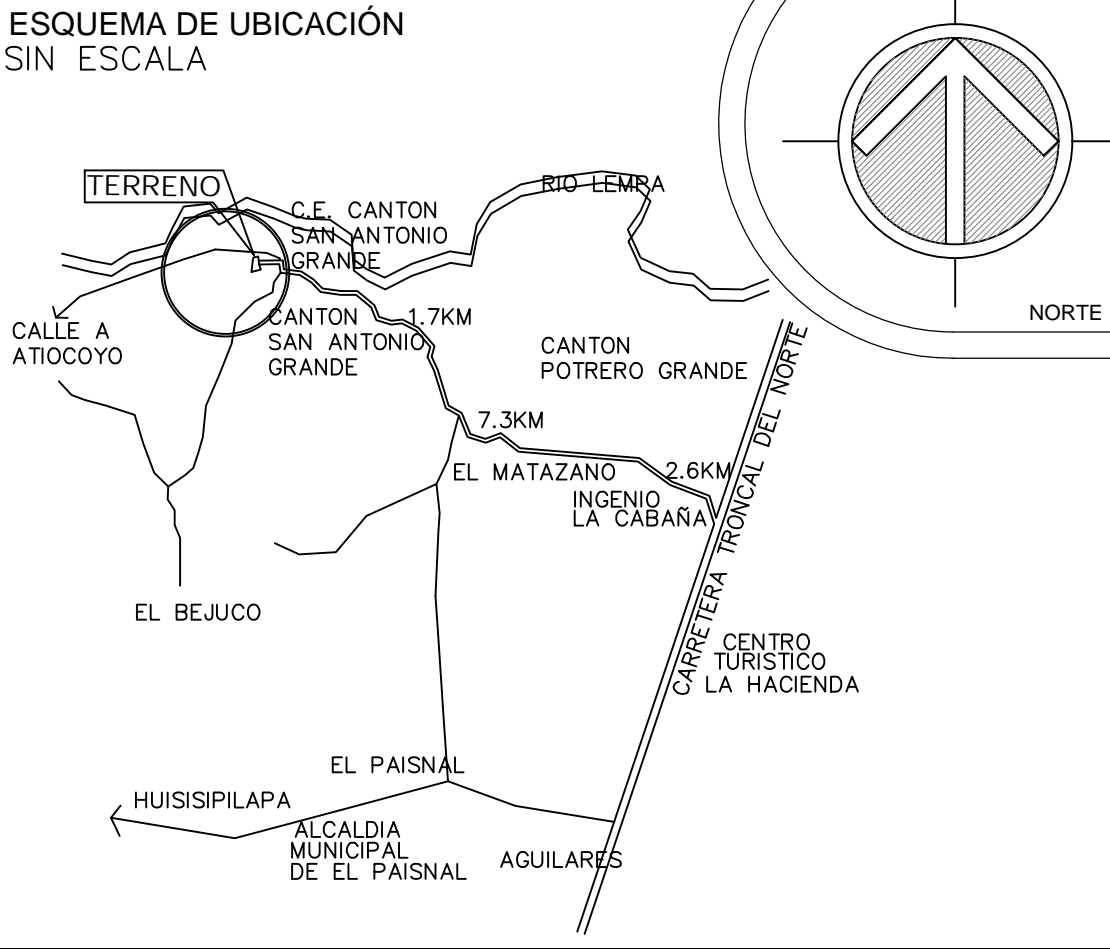 ESQUEMA DE UBICACIÓN
SIN ESCALA
NORTE
TERRENO
RIO LEMPA
C.E. CANTON
SAN ANTONIO
GRANDE
CALLE A
ATIOCOYO
CANTON
SAN ANTONIO
GRANDE
1.7KM
CANTON
POTRERO GRANDE
7.3KM
EL MATAZANO
2.6KM
INGENIO
LA CABAÑA
CARRETERA TRONCAL DEL NORTE
EL BEJUCO
CENTRO
TURISTICO
LA HACIENDA
EL PAISNAL
HUISISIPILAPA
ALCALDIA
MUNICIPAL
DE EL PAISNAL
AGUILARES